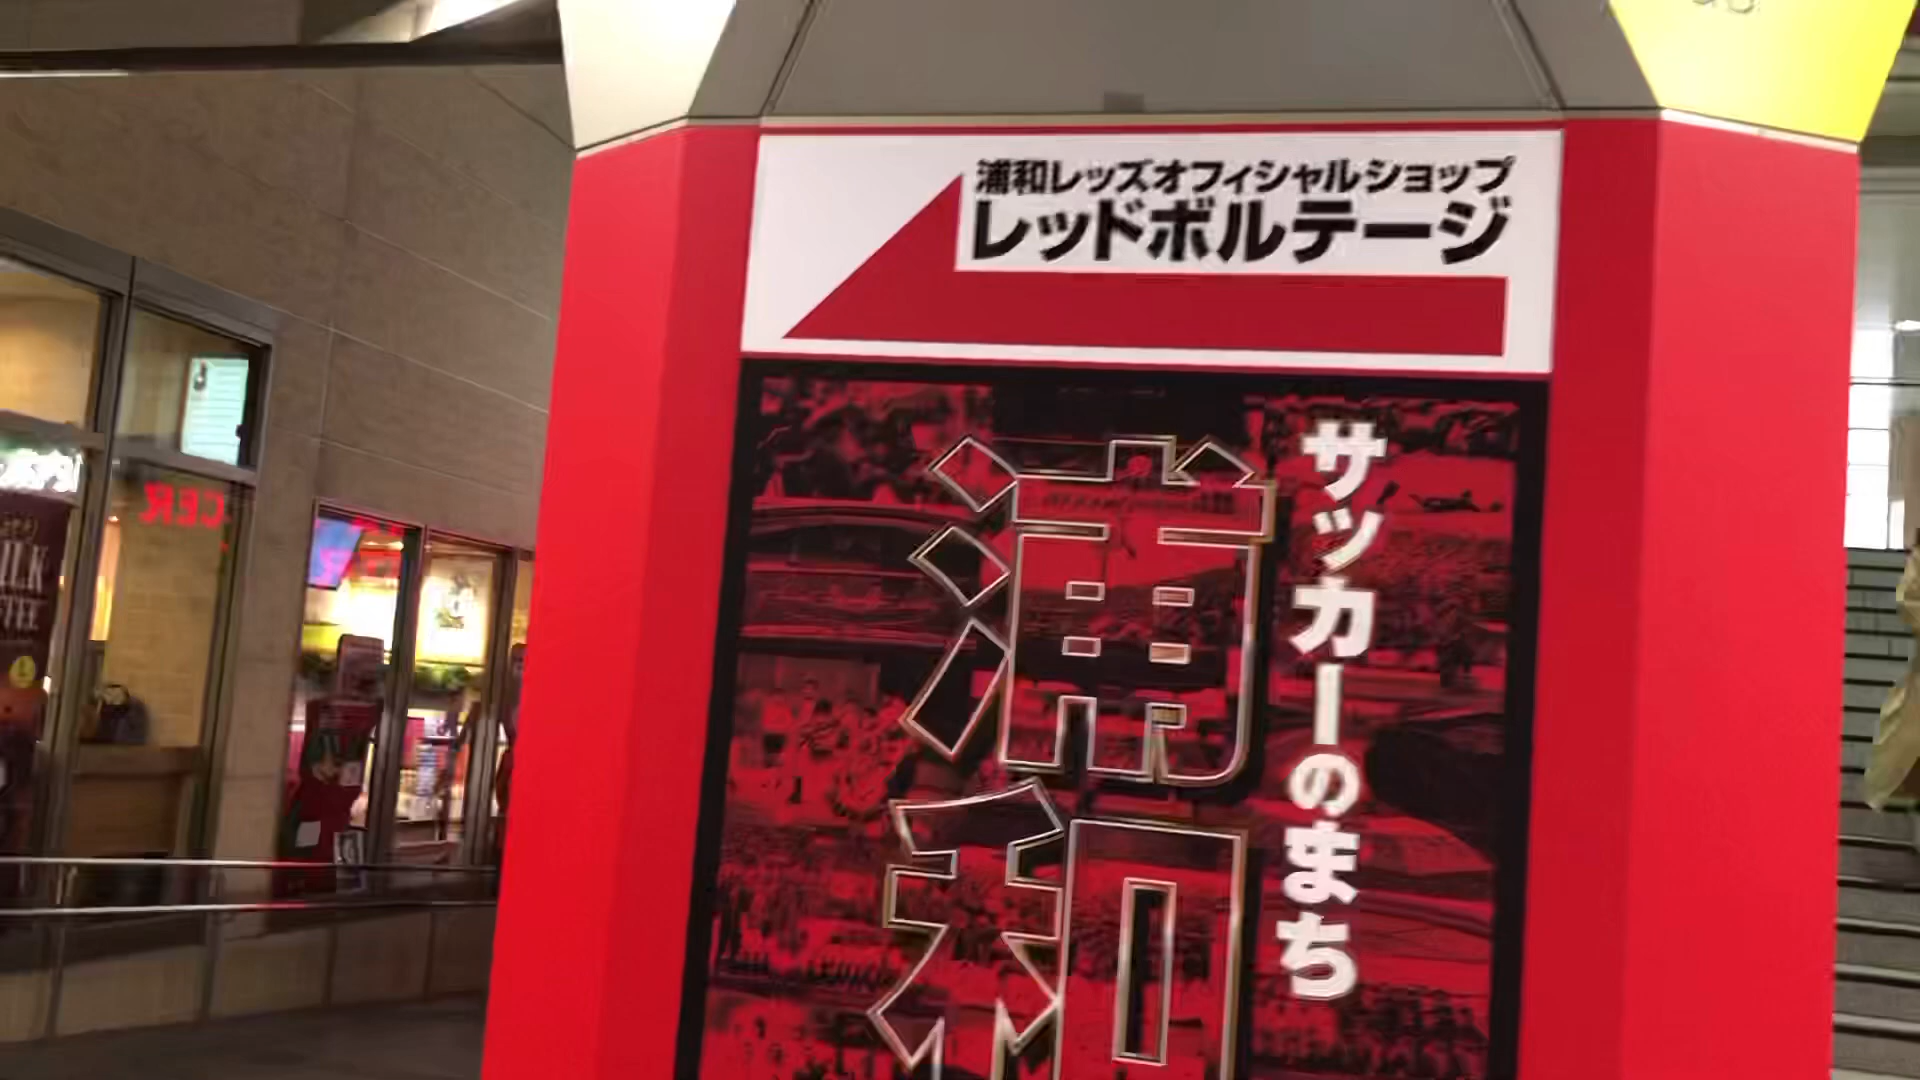 浦和レッズオフィシャルショップ
レッドボルテージ
サッカーのまち
浦和